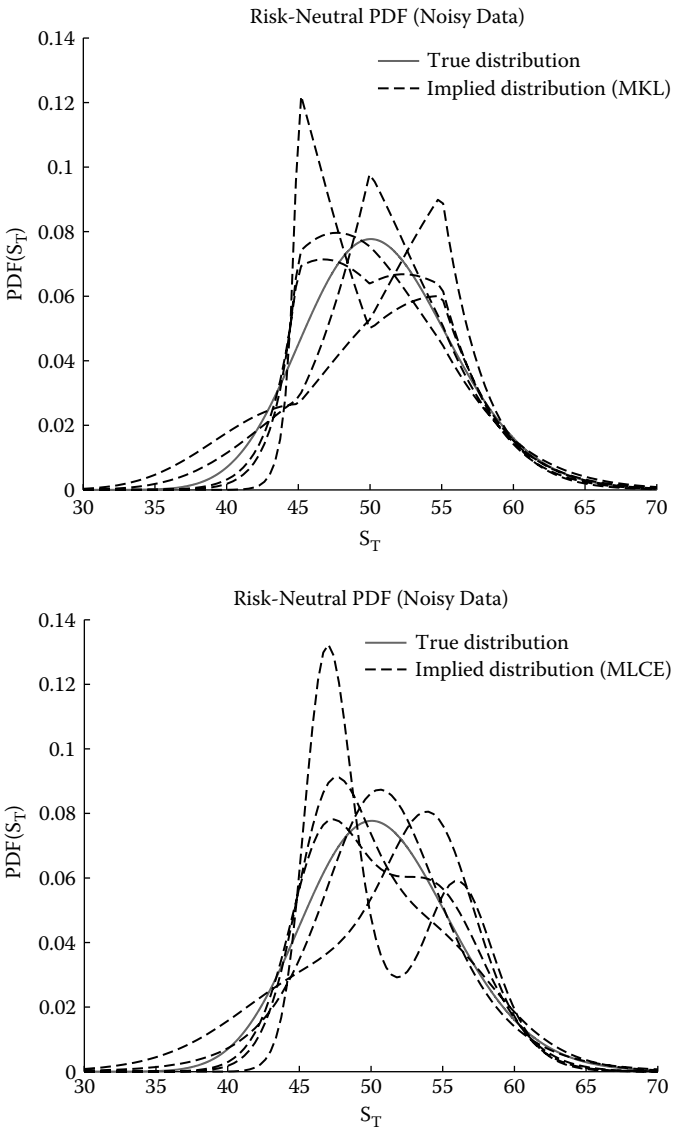 Risk-Neutral PDF (Noisy Data)
0.14
True distribution
Implied distribution (MKL)
0.12
0.1
0.08
PDF(S_T)
0.06
0.04
0.02
0
30 35 40 45 50 55 60 65 70
S_T
Risk-Neutral PDF (Noisy Data)
0.14
True distribution
Implied distribution (MLCE)
0.12
0.1
0.08
PDF(S_T)
0.06
0.04
0.02
0
30 35 40 45 50 55 60 65 70
S_T